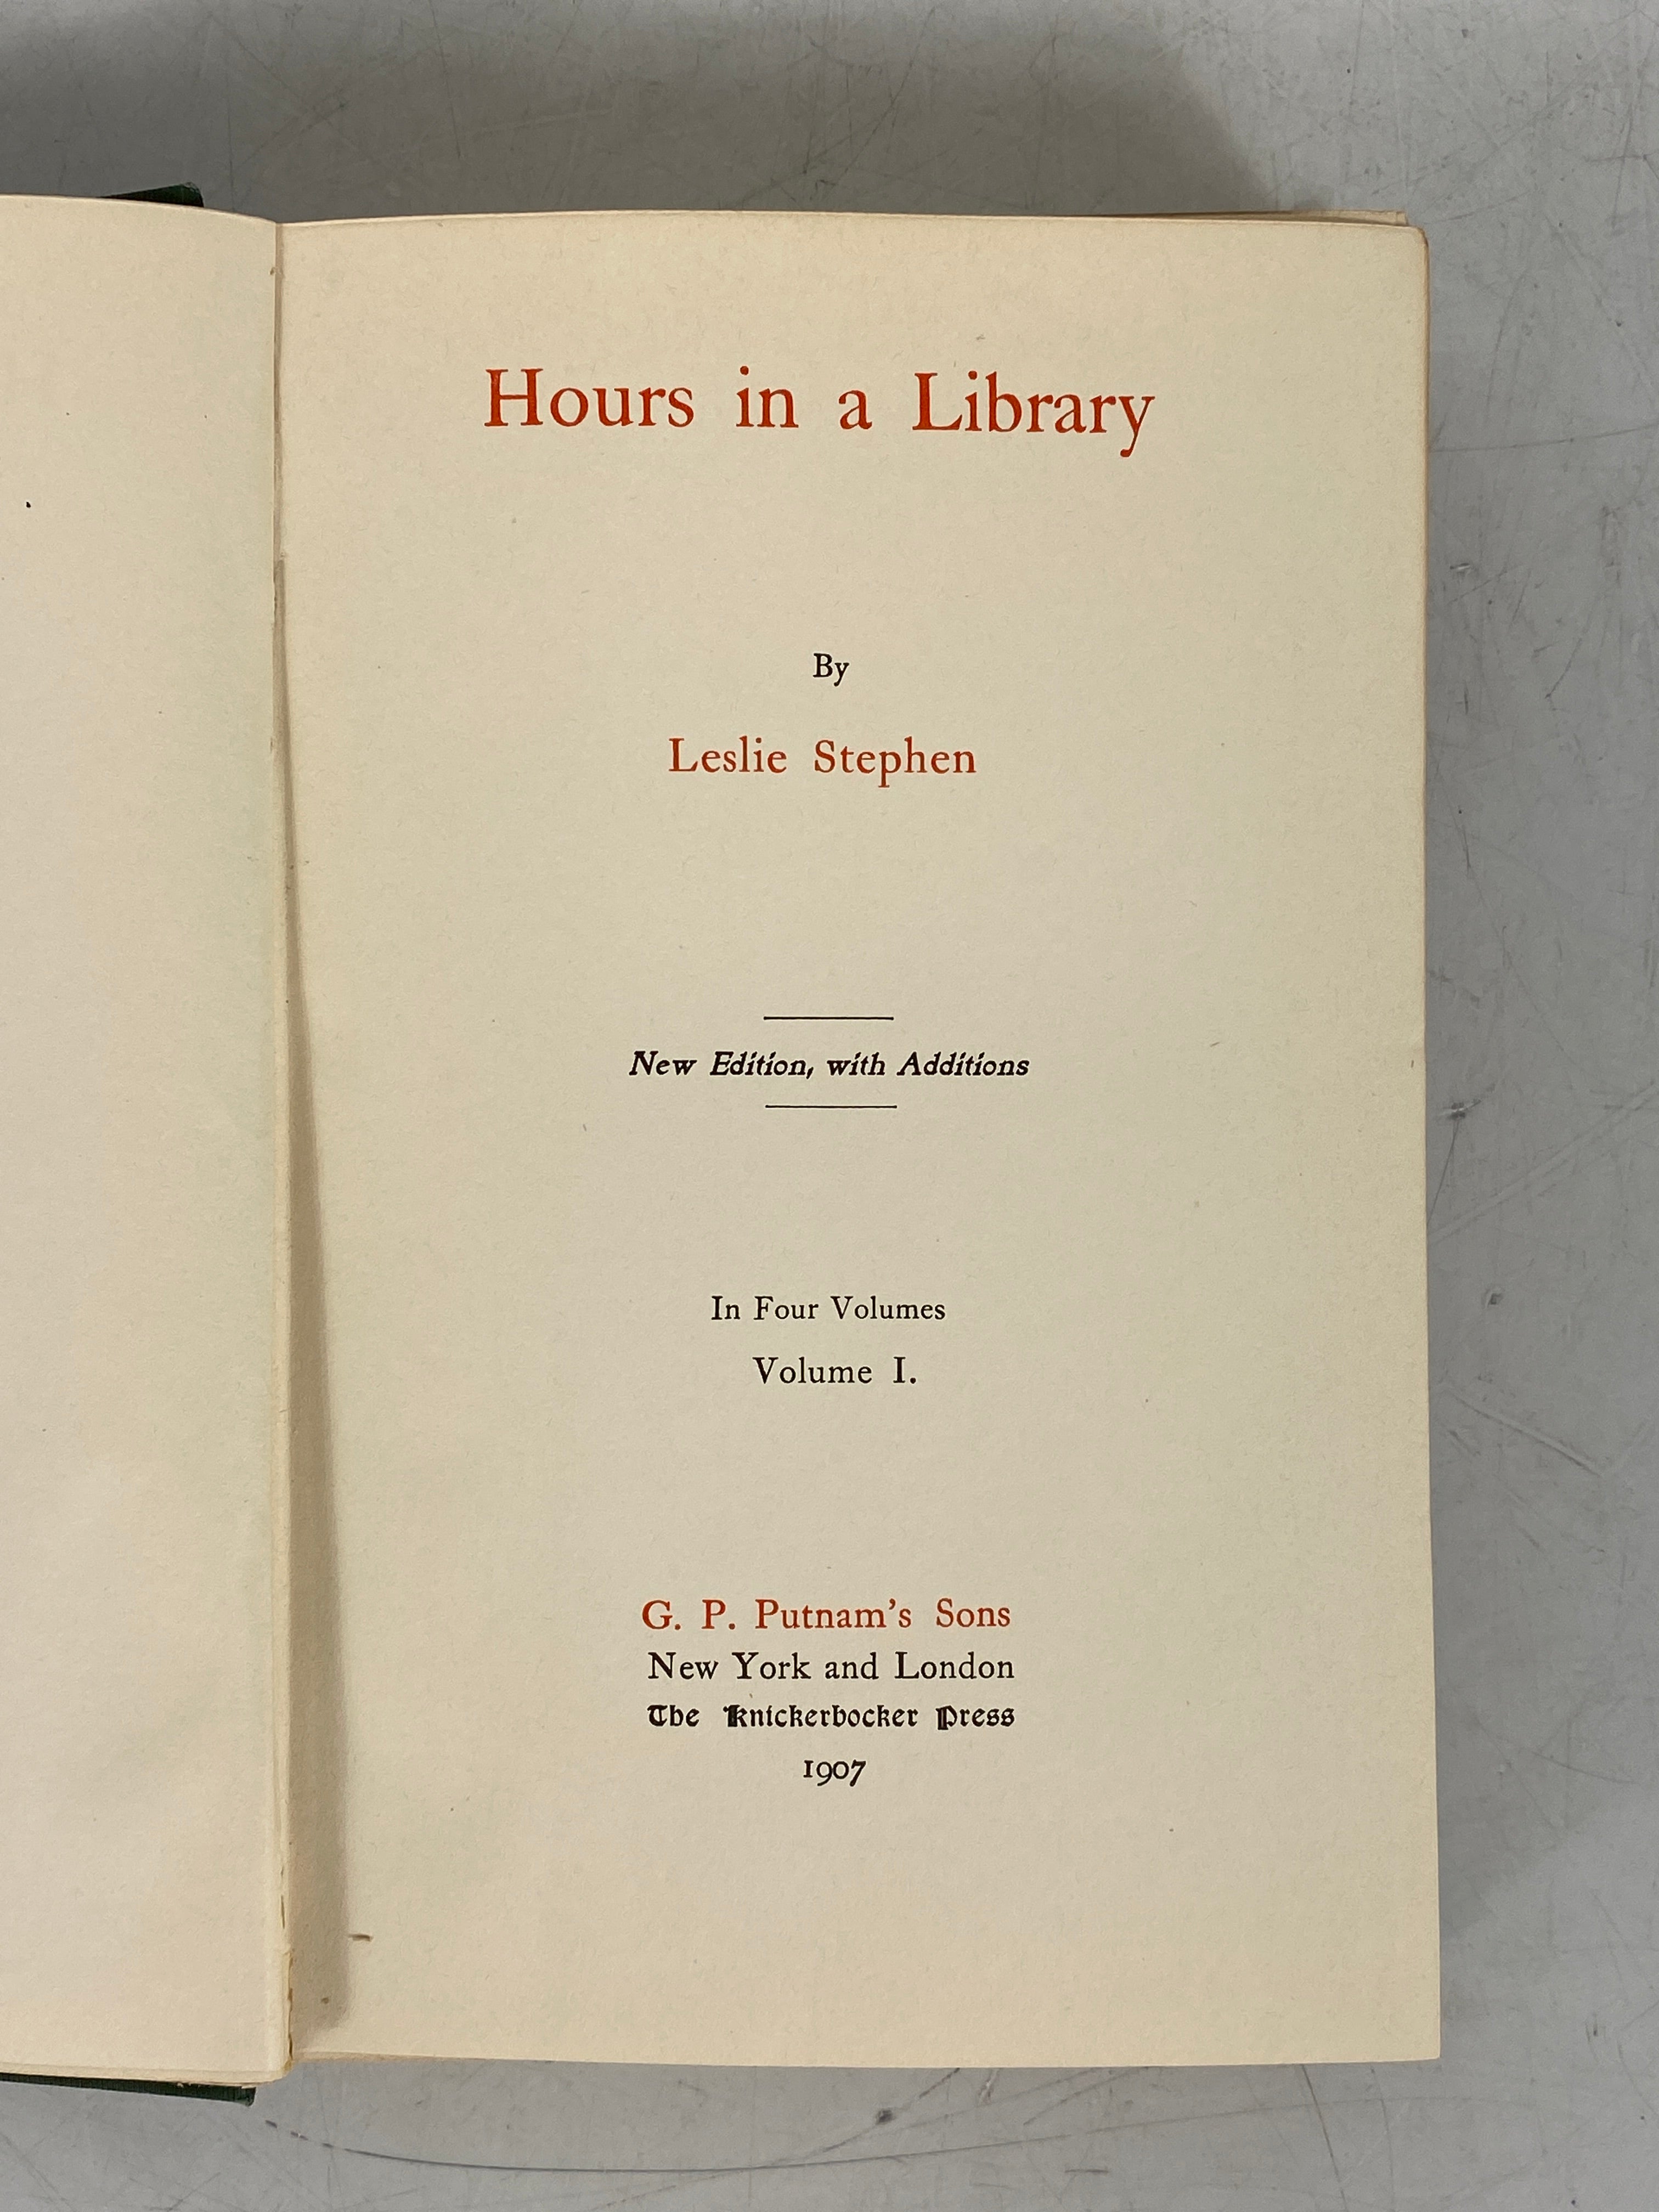 Hours in a Library
By
Leslie Stephen
New Edition, with Additions
In Four Volumes
Volume I.
G. P. Putnam's Sons
New York and London
The Knickerbocker Press
1907